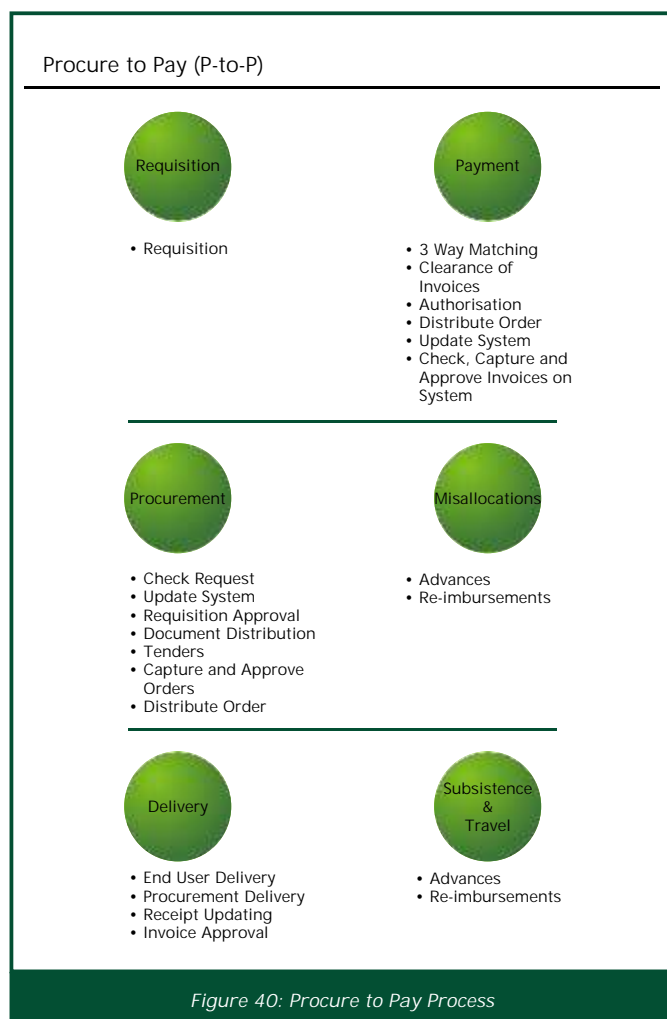 Procure to Pay (P-to-P)
Requisition
• Requisition
Payment
• 3 Way Matching
• Clearance of
Invoices
• Authorisation
• Distribute Order
• Update System
• Check, Capture and
Approve Invoices on
System
Procurement
• Check Request
• Update System
• Requisition Approval
• Document Distribution
• Tenders
• Capture and Approve
Orders
• Distribute Order
Misallocations
• Advances
• Re-imbursements
Delivery
• End User Delivery
• Procurement Delivery
• Receipt Updating
• Invoice Approval
Subsistence
&
Travel
• Advances
• Re-imbursements
Figure 40: Procure to Pay Process